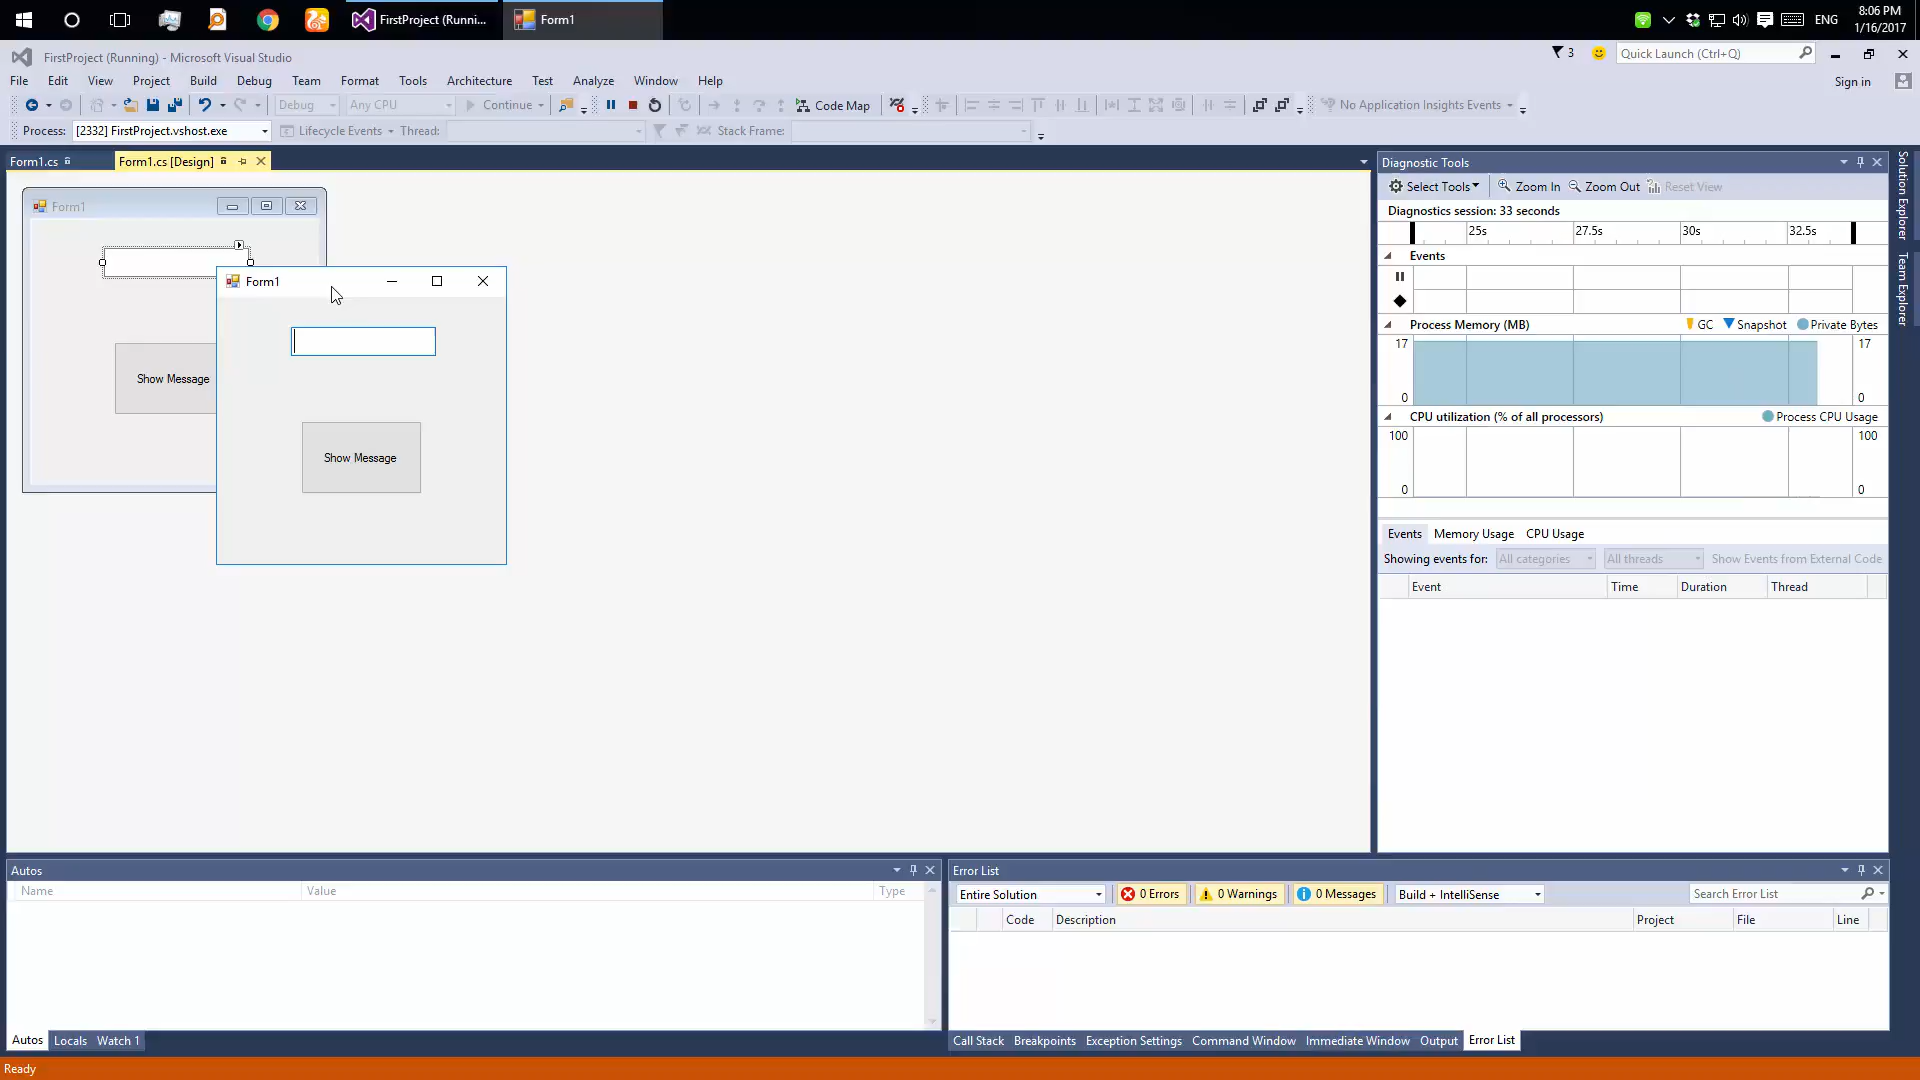 FirstProject (Runni...
Form1
ENG
8:06 PM
1/16/2017
FirstProject (Running) - Microsoft Visual Studio
3
Quick Launch (Ctrl+Q)
File Edit View Project Build Debug Team Format Tools Architecture Test Analyze Window Help
Sign in
Debug Any CPU Continue Code Map No Application Insights Events
Process: [2332] FirstProject.vshost.exe Lifecycle Events Thread: Stack Frame:
Form1.cs Form1.cs [Design]
Form1
Show Message
Form1
Show Message
Diagnostic Tools
Select Tools Zoom In Zoom Out Reset View
Diagnostics session: 33 seconds
25s 27.5s 30s 32.5s
Events
Process Memory (MB) GC Snapshot Private Bytes
17 17
0 0
CPU utilization (% of all processors) Process CPU Usage
100 100
0 0
Events Memory Usage CPU Usage
Showing events for: All categories All threads Show Events from External Code
Event Time Duration Thread
Solution Explorer
Team Explorer
Autos
Name Value Type
Autos Locals Watch 1
Error List
Entire Solution 0 Errors 0 Warnings 0 Messages Build + IntelliSense Search Error List
Code Description Project File Line
Call Stack Breakpoints Exception Settings Command Window Immediate Window Output Error List
Ready